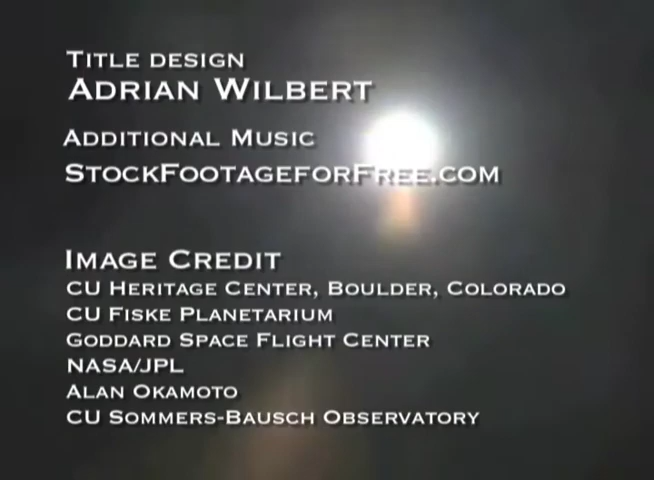 Title design
Adrian Wilbert
Additional Music
StockFootageforFree.com
Image Credit
CU Heritage Center, Boulder, Colorado
CU Fiske Planetarium
Goddard Space Flight Center
NASA/JPL
Alan Okamoto
CU Sommers-Bausch Observatory